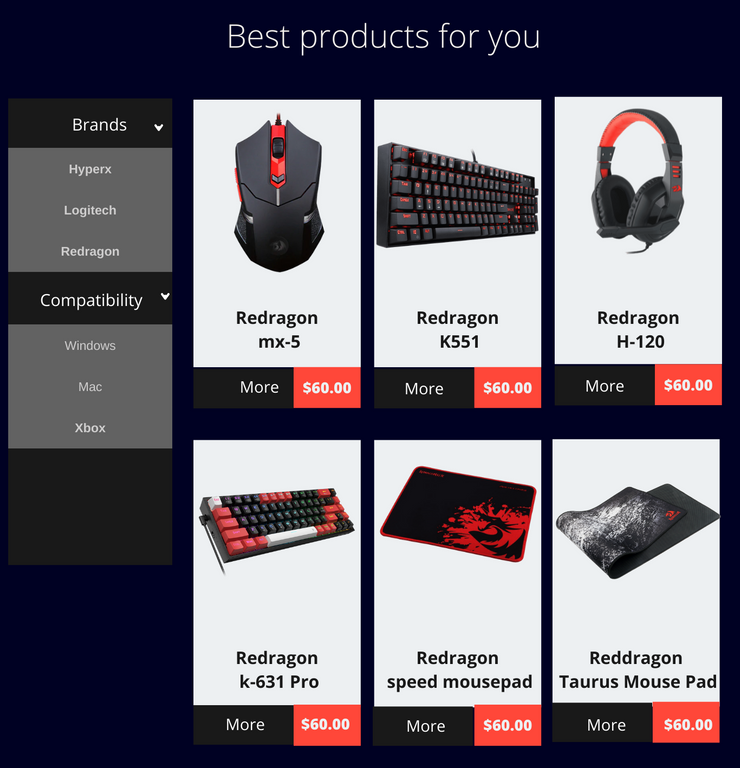 Best products for you
Brands
Hyperx
Logitech
Redragon
Compatibility
Windows
Mac
Xbox
Redragon
mx-5
More
$60.00
Redragon
K551
More
$60.00
Redragon
H-120
More
$60.00
Redragon
k-631 Pro
More
$60.00
Redragon
speed mousepad
More
$60.00
Reddragon
Taurus Mouse Pad
More
$60.00